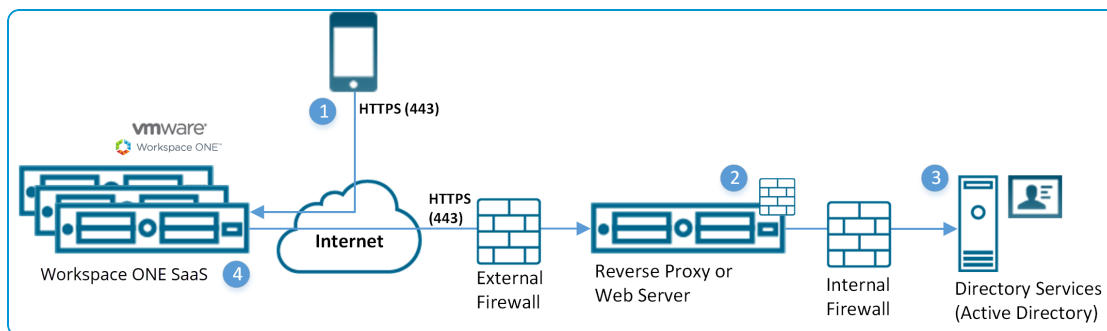 1
HTTPS (443)
vmware®
Workspace ONE™
2
3
HTTPS
(443)
Internet
Workspace ONE SaaS
4
External
Firewall
Reverse Proxy or
Web Server
Internal
Firewall
Directory Services
(Active Directory)